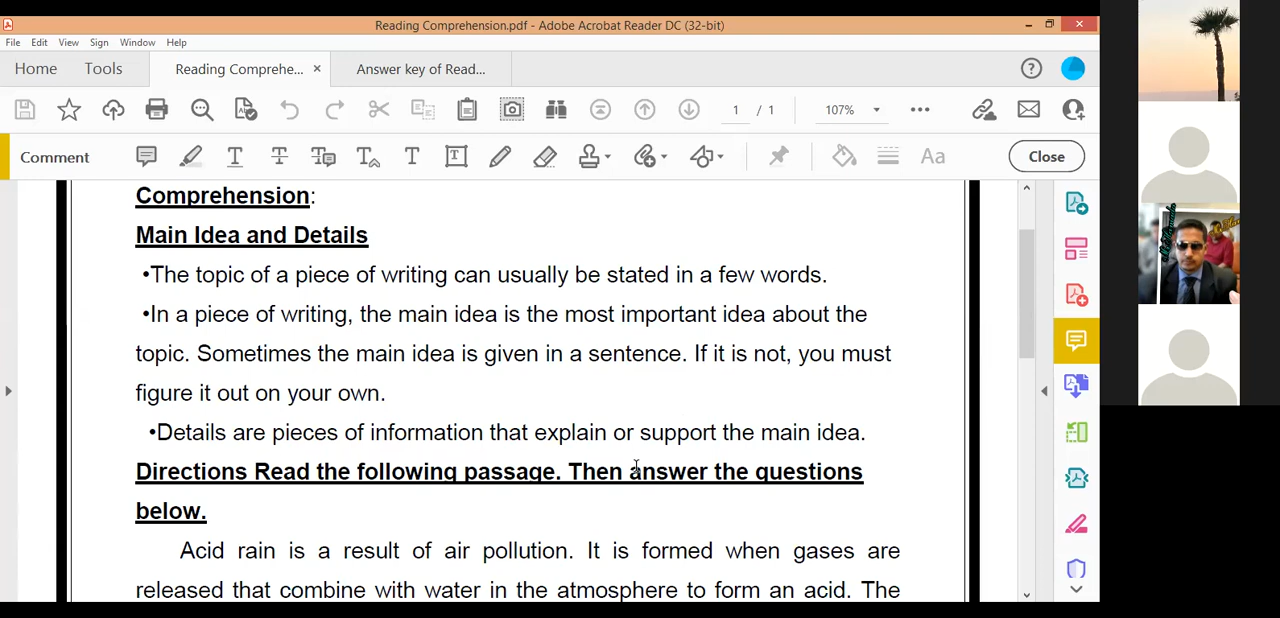 Reading Comprehension.pdf - Adobe Acrobat Reader DC (32-bit)
File Edit View Sign Window Help
Home Tools Reading Comprehe... × Answer key of Read...
1 / 1 107%
Comment Aa Close
Comprehension:
Main Idea and Details
•The topic of a piece of writing can usually be stated in a few words.
•In a piece of writing, the main idea is the most important idea about the
topic. Sometimes the main idea is given in a sentence. If it is not, you must
figure it out on your own.
•Details are pieces of information that explain or support the main idea.
Directions Read the following passage. Then answer the questions
below.
Acid rain is a result of air pollution. It is formed when gases are
released that combine with water in the atmosphere to form an acid. The